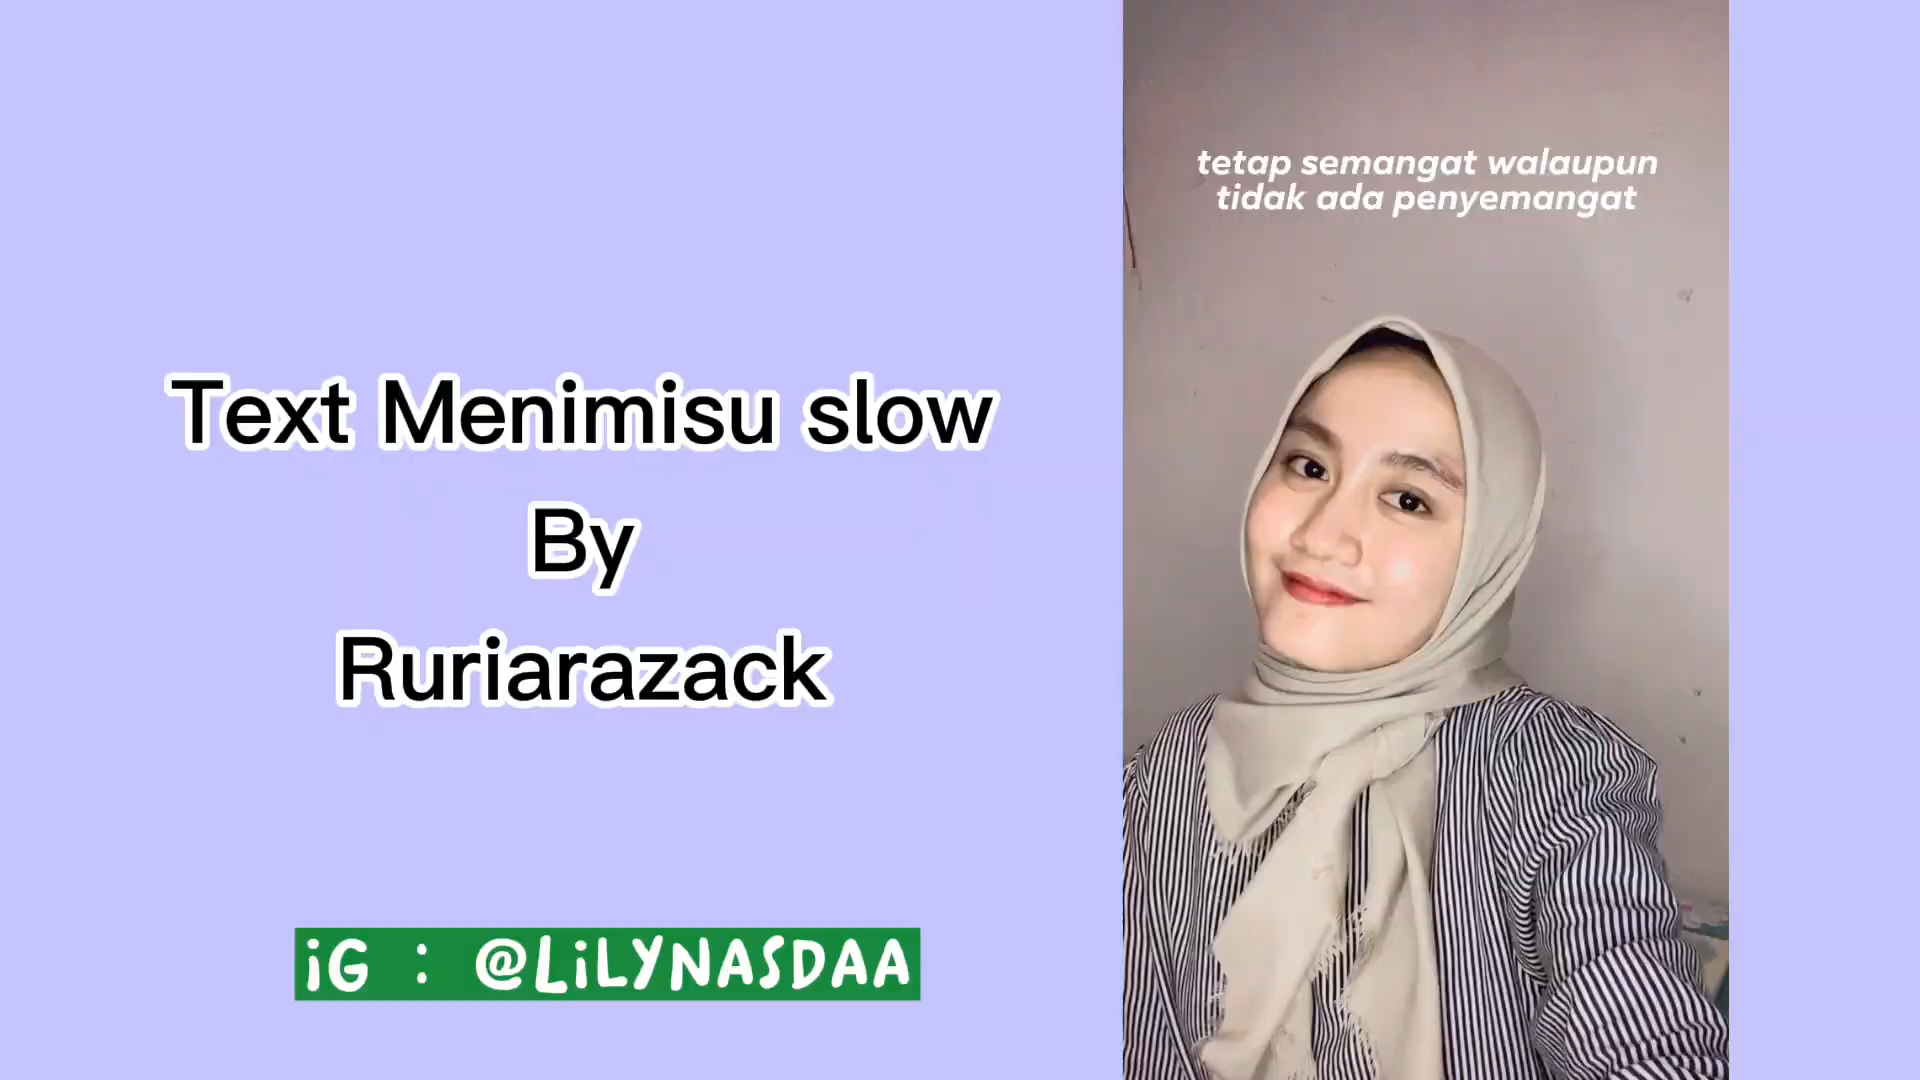 Text Menimisu slow
By
Ruriarazack
iG : @LiLYNASDAA
tetap semangat walaupun
tidak ada penyemangat